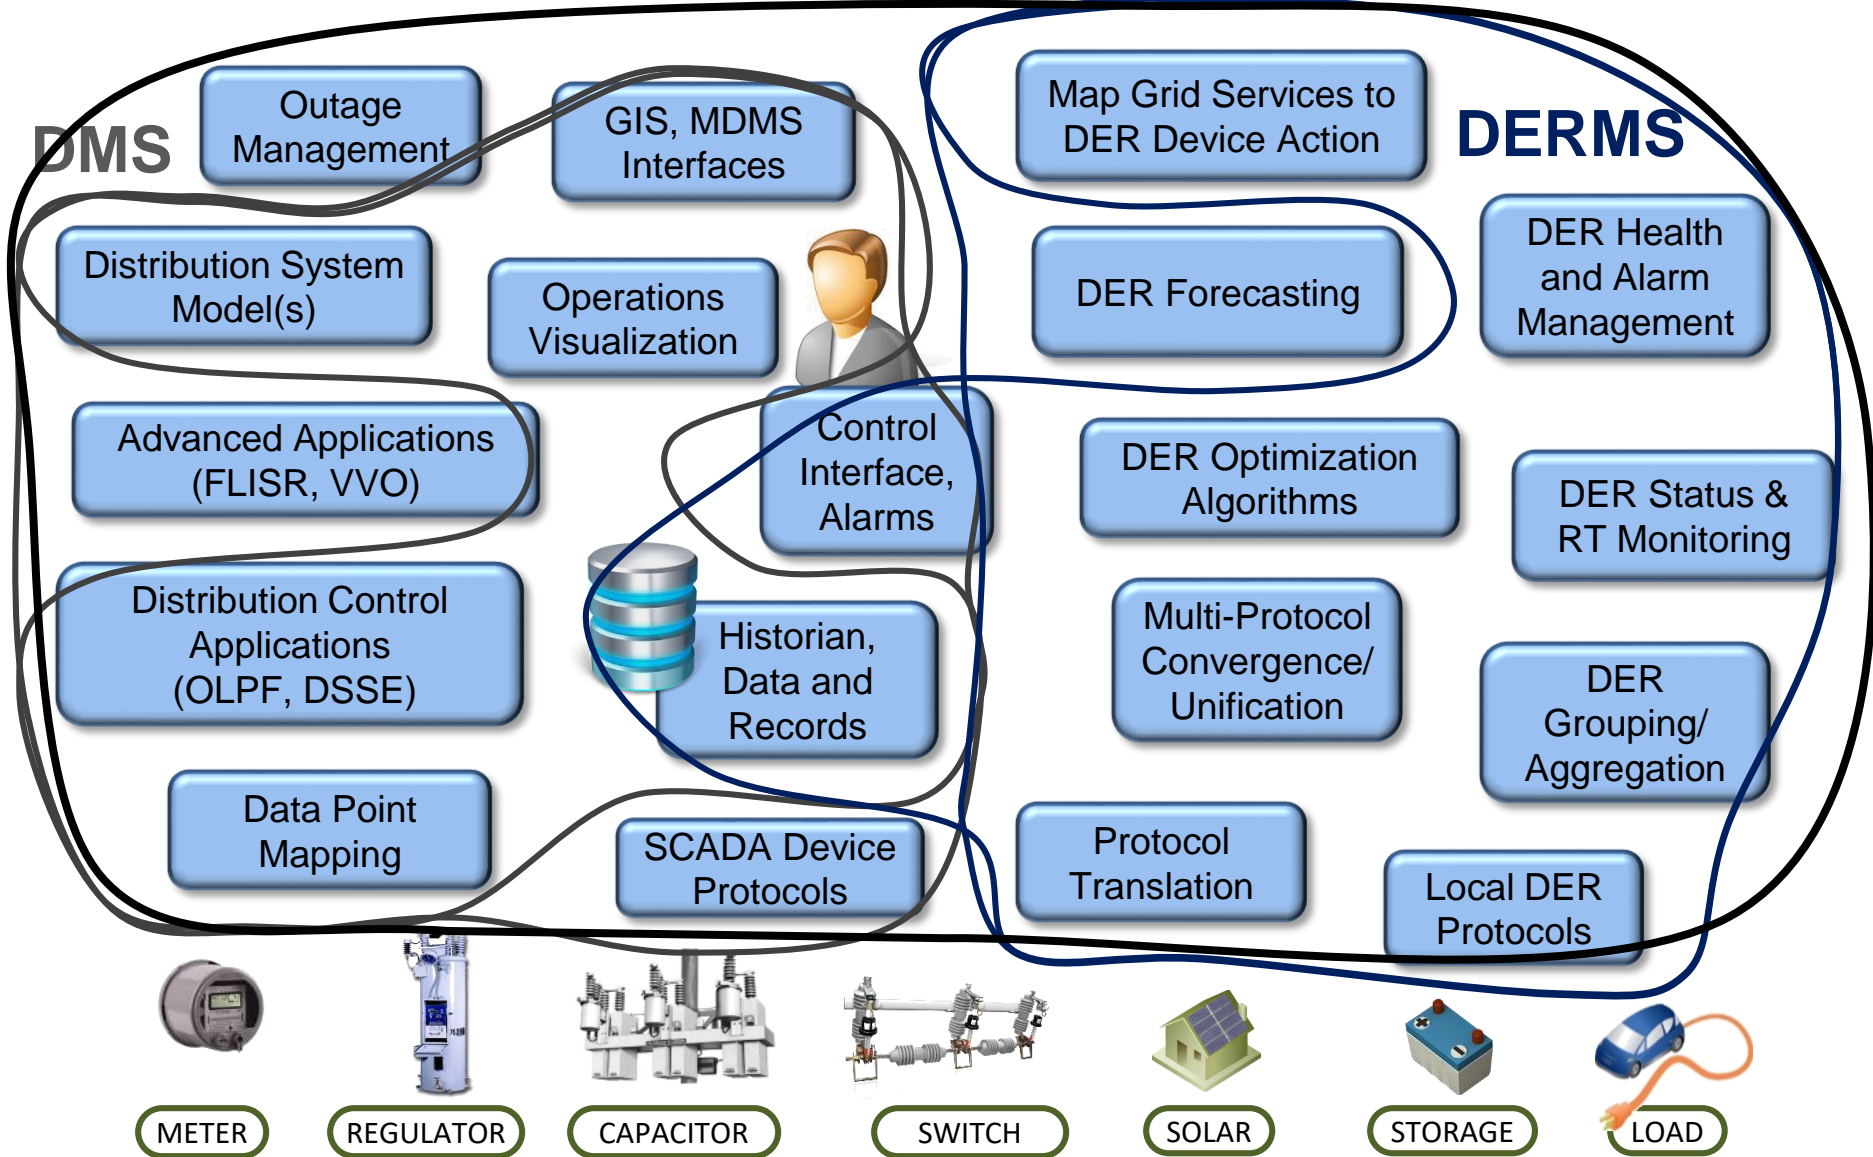 DMS
Outage
Management
GIS, MDMS
Interfaces
Map Grid Services to
DER Device Action
DERMS
Distribution System
Model(s)
Operations
Visualization
DER Forecasting
DER Health
and Alarm
Management
Advanced Applications
(FLISR, VVO)
Control
Interface,
Alarms
DER Optimization
Algorithms
DER Status &
RT Monitoring
Distribution Control
Applications
(OLPF, DSSE)
Historian,
Data and
Records
Multi-Protocol
Convergence/
Unification
DER
Grouping/
Aggregation
Data Point
Mapping
SCADA Device
Protocols
Protocol
Translation
Local DER
Protocols
METER
REGULATOR
CAPACITOR
SWITCH
SOLAR
STORAGE
LOAD